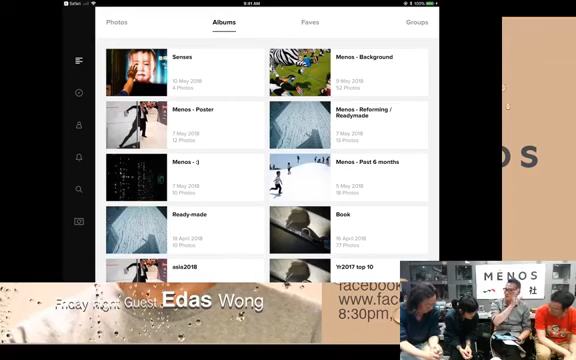 Safari
9:41 AM
100%
Photos
Albums
Faves
Groups
Senses
10 May 2018
4 Photos
Menos - Background
9 May 2018
52 Photos
Menos - Poster
7 May 2018
12 Photos
Menos - Reforming /
Readymade
7 May 2018
13 Photos
Menos - :)
7 May 2018
10 Photos
Menos - Past 6 months
5 May 2018
18 Photos
Ready-made
18 April 2018
10 Photos
Book
16 April 2018
77 Photos
asia2018
Yr2017 top 10
OS
Friday Night Guest Edas Wong
facebook
www.fac
8:30pm,
MENOS
一
社